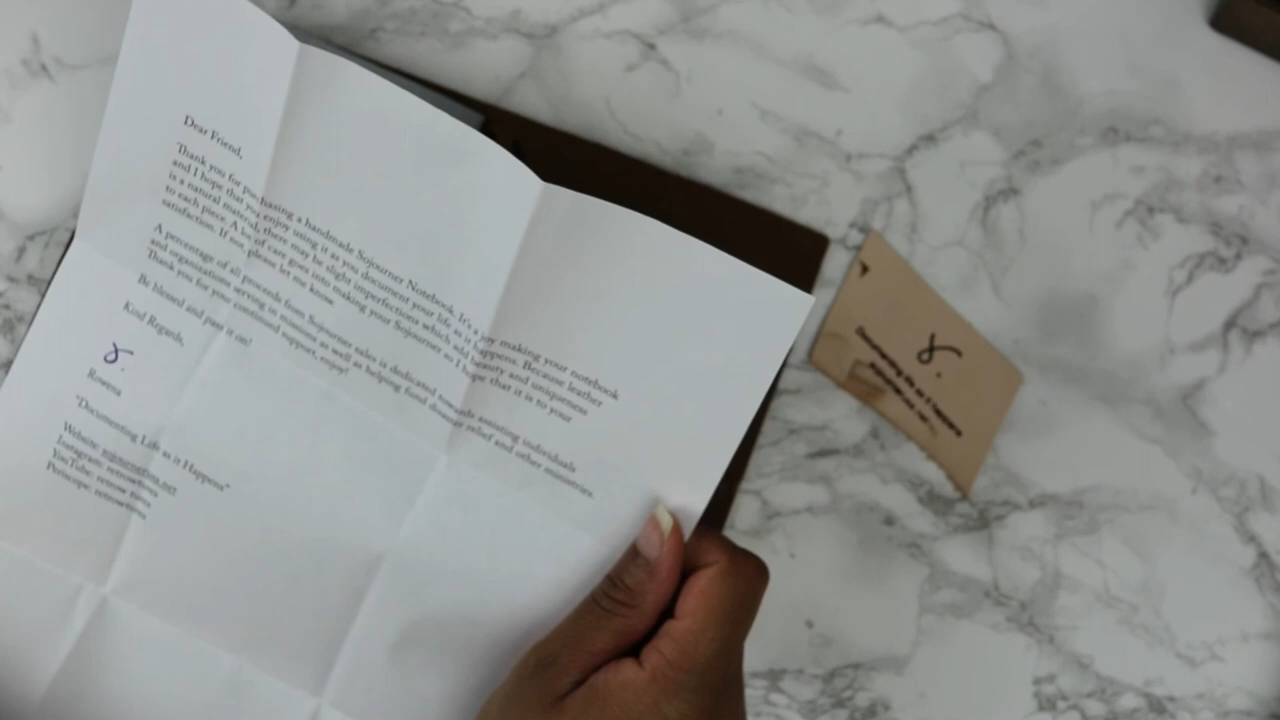 Dear Friend,
Thank you for purchasing a handmade Sojourner Notebook. It's a joy making your notebook
and I hope that you enjoy using it as you document your life as it happens. Because leather
is a natural material, there may be slight imperfections which add beauty and uniqueness
to each piece. A lot of care goes into making your Sojourner so I hope that it is to your
satisfaction. If not, please let me know.
A percentage of all proceeds from Sojourner sales is dedicated towards assisting individuals
and organizations serving in missions as well as helping fund disaster relief and other ministries.
Thank you for your continued support, enjoy!
Be blessed and pass it on!
Kind Regards,
Rowena
"Documenting Life as it Happens"
Website:
Instagram:
YouTube:
Periscope:
Documenting life as it happens